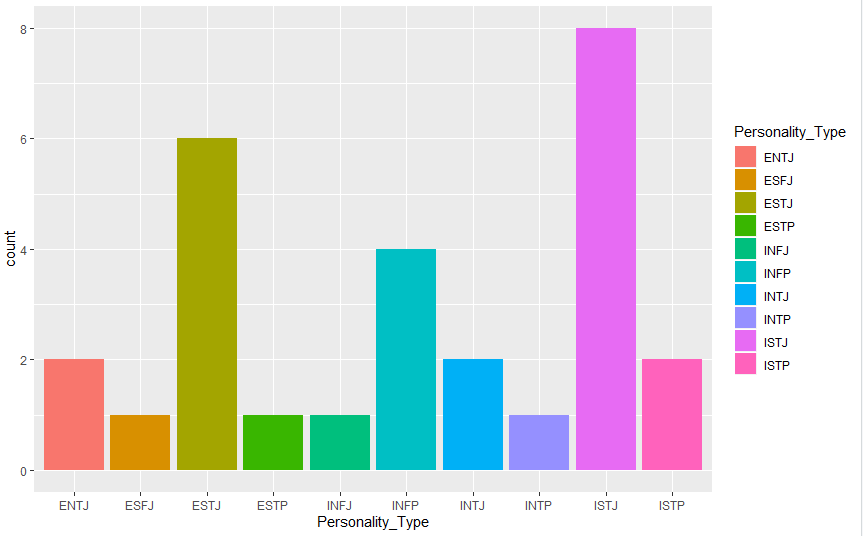 8
6
4
2
0
count
ENTJ ESFJ ESTJ ESTP INFJ INFP INTJ INTP ISTJ ISTP
Personality_Type
Personality_Type
ENTJ
ESFJ
ESTJ
ESTP
INFJ
INFP
INTJ
INTP
ISTJ
ISTP